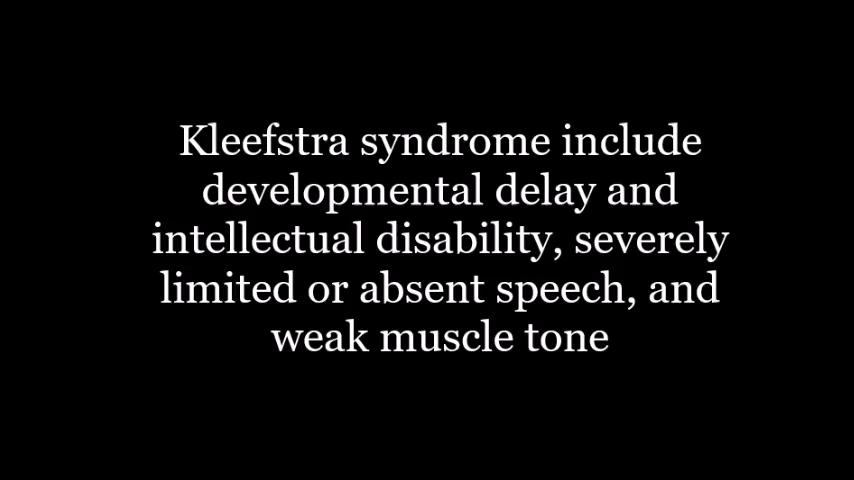 Kleefstra syndrome include
developmental delay and
intellectual disability, severely
limited or absent speech, and
weak muscle tone